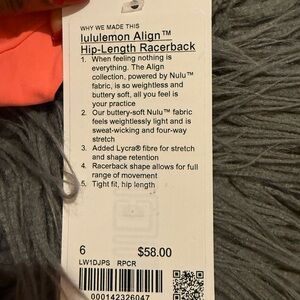 WHY WE MADE THIS
lululemon Align™
Hip-Length Racerback
1. When feeling nothing is
everything. The Align
collection, powered by Nulu™
fabric, is so weightless and
buttery soft, all you feel is
your practice
2. Our buttery-soft Nulu™ fabric
feels weightlessly light and is
sweat-wicking and four-way
stretch
3. Added Lycra® fibre for stretch
and shape retention
4. Racerback shape allows for full
range of movement
5. Tight fit, hip length
6 $58.00
LW1DJPS RPCR
000142326047